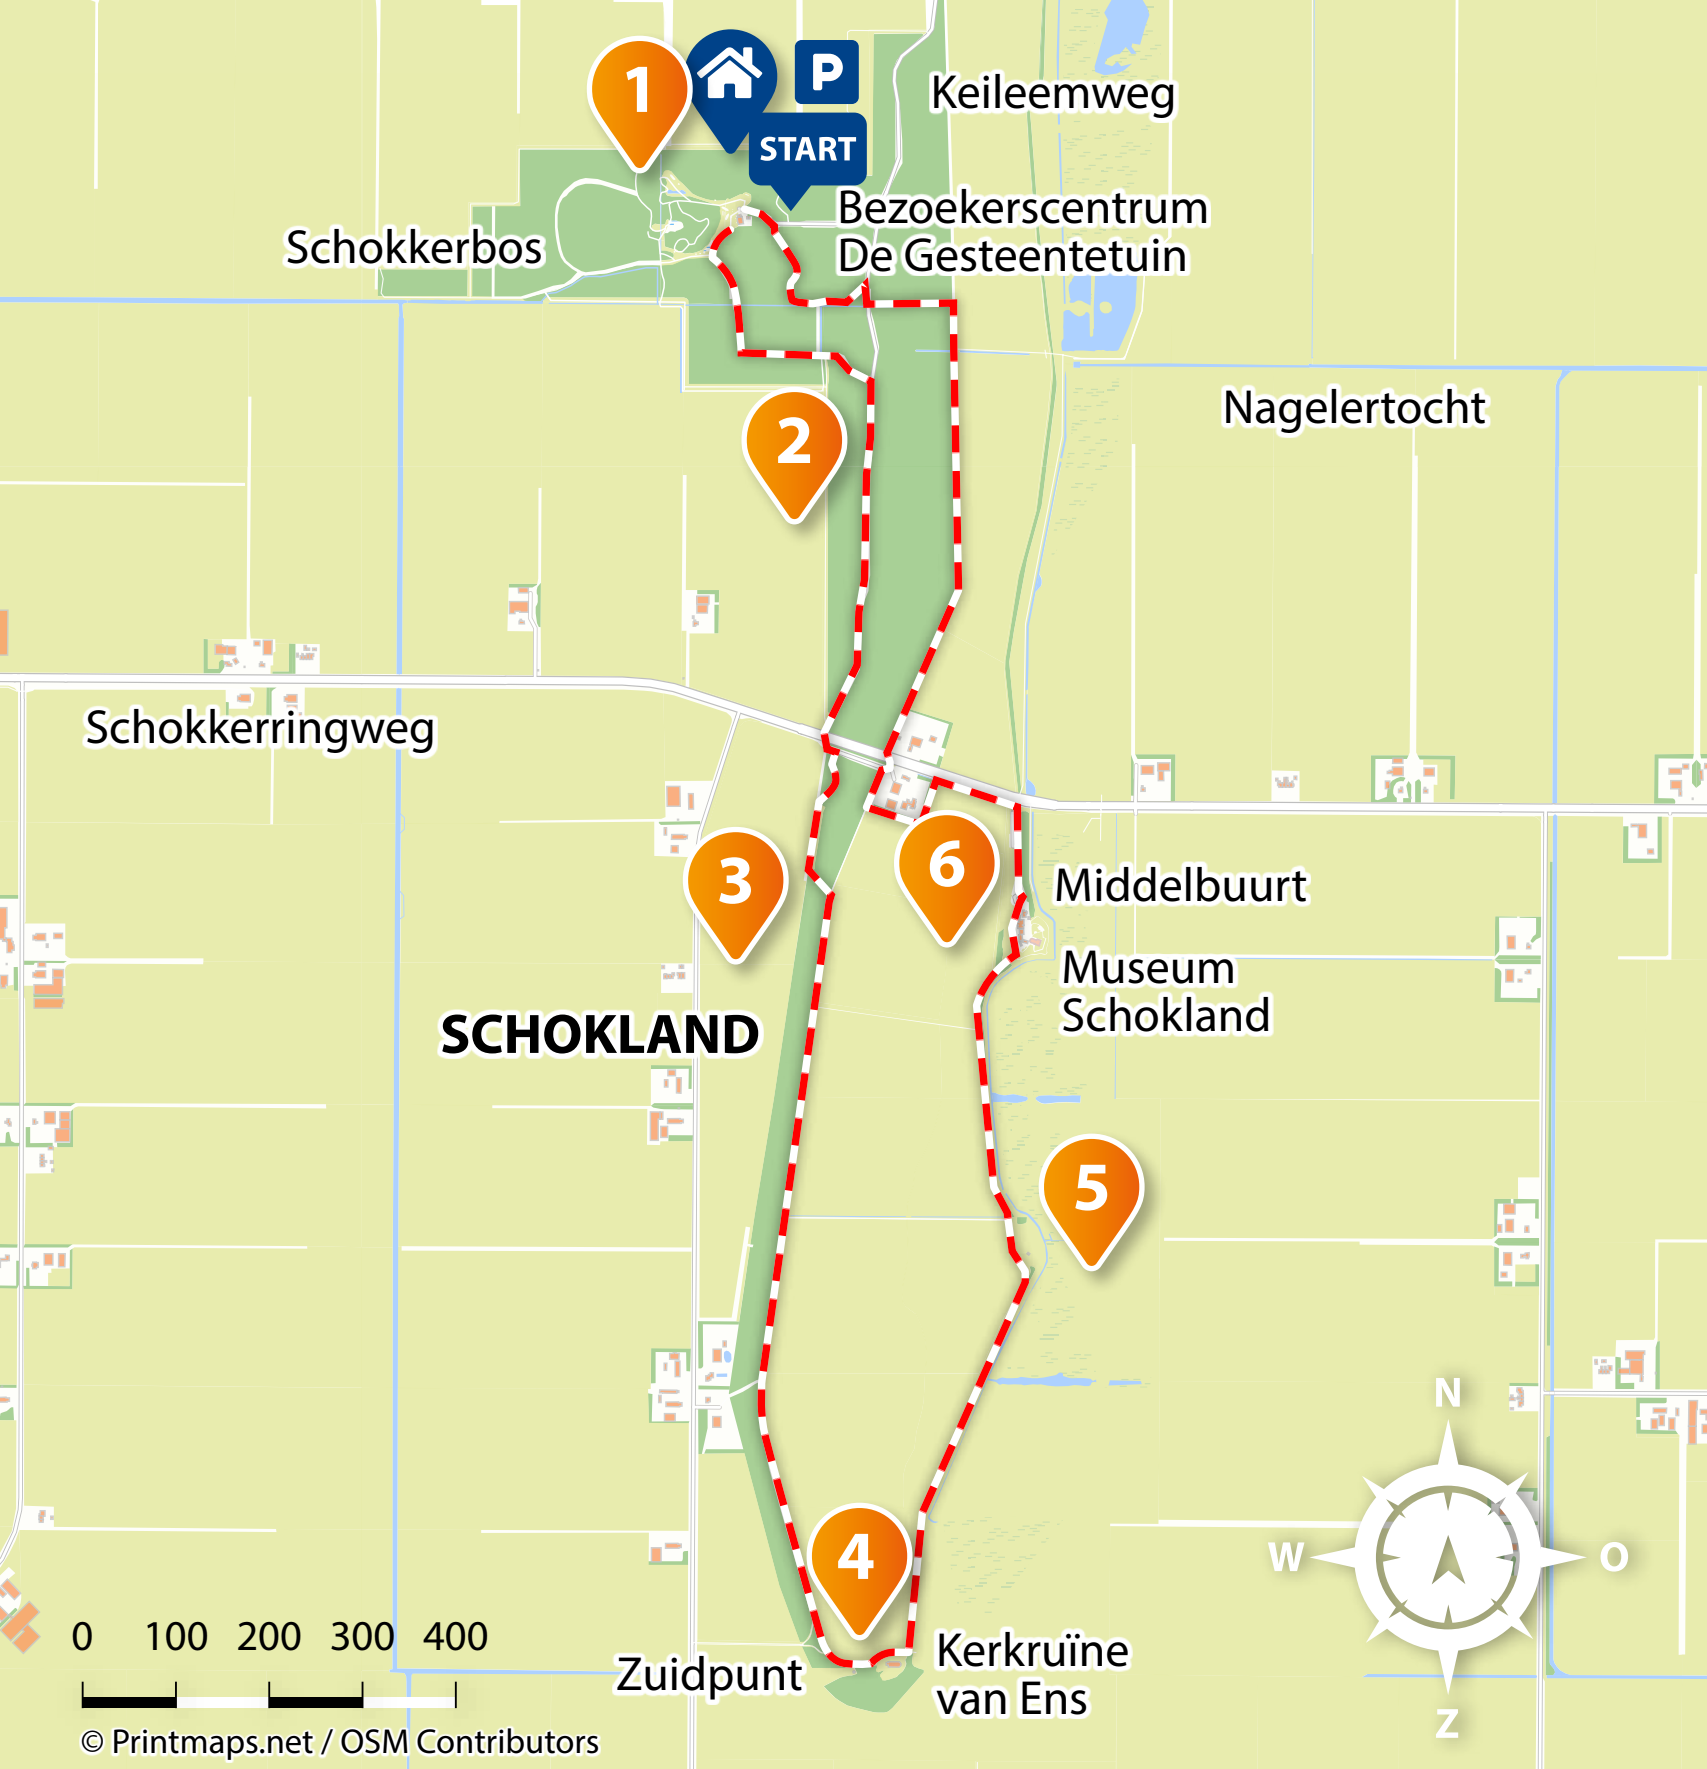 1
P
START
Keileemweg
Bezoekerscentrum
De Gesteentetuin
Schokkerbos
Nagelertocht
2
Schokkerringweg
3
6
Middelbuurt
Museum
Schokland
SCHOKLAND
5
N
W
O
Z
4
Kerkruïne
van Ens
Zuidpunt
0 100 200 300 400
© Printmaps.net / OSM Contributors